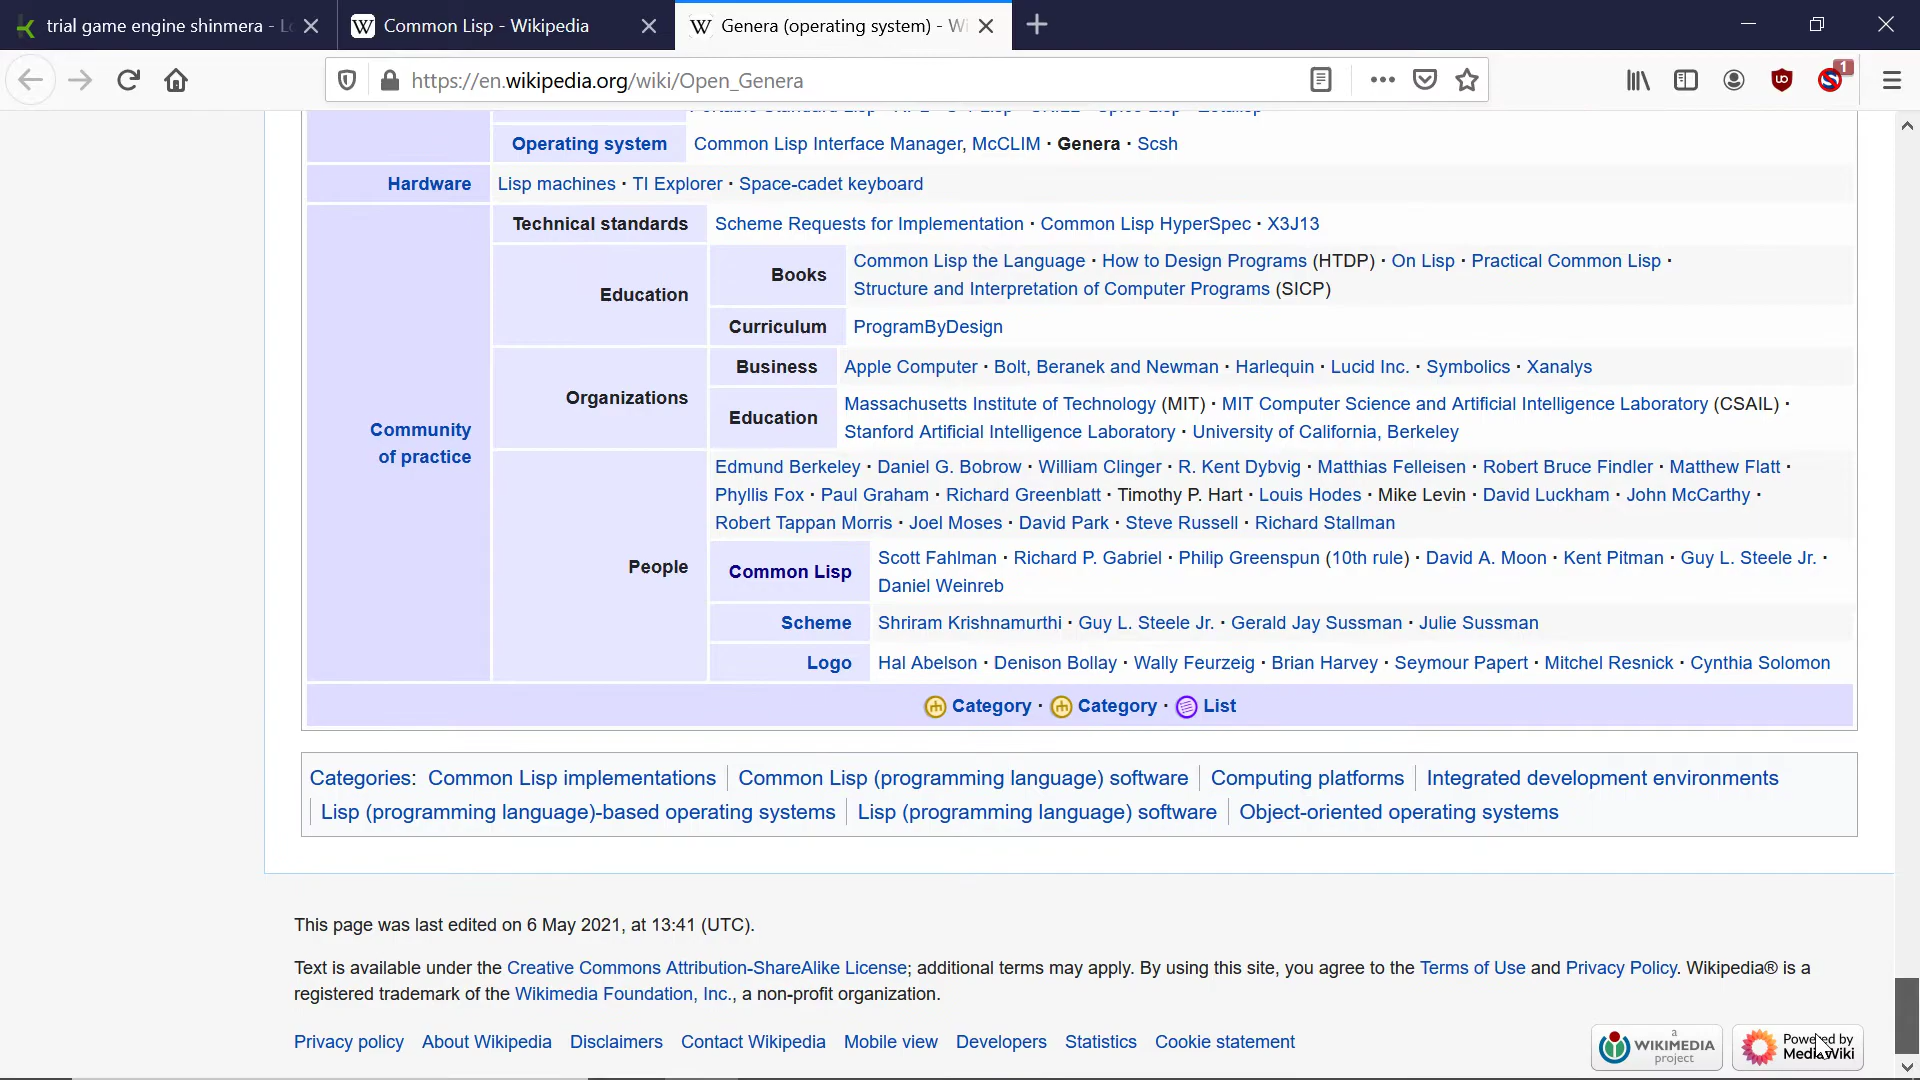 trial game engine shinmera -
Common Lisp - Wikipedia
Genera (operating system) -
https://en.wikipedia.org/wiki/Open_Genera
1
Operating system
Common Lisp Interface Manager, McCLIM · Genera · Scsh
Hardware
Lisp machines · TI Explorer · Space-cadet keyboard
Technical standards
Scheme Requests for Implementation · Common Lisp HyperSpec · X3J13
Education
Books
Common Lisp the Language · How to Design Programs (HTDP) · On Lisp · Practical Common Lisp ·
Structure and Interpretation of Computer Programs (SICP)
Curriculum
ProgramByDesign
Organizations
Business
Apple Computer · Bolt, Beranek and Newman · Harlequin · Lucid Inc. · Symbolics · Xanalys
Education
Massachusetts Institute of Technology (MIT) · MIT Computer Science and Artificial Intelligence Laboratory (CSAIL) ·
Stanford Artificial Intelligence Laboratory · University of California, Berkeley
Community
of practice
People
Edmund Berkeley · Daniel G. Bobrow · William Clinger · R. Kent Dybvig · Matthias Felleisen · Robert Bruce Findler · Matthew Flatt ·
Phyllis Fox · Paul Graham · Richard Greenblatt · Timothy P. Hart · Louis Hodes · Mike Levin · David Luckham · John McCarthy ·
Robert Tappan Morris · Joel Moses · David Park · Steve Russell · Richard Stallman
Common Lisp
Scott Fahlman · Richard P. Gabriel · Philip Greenspun (10th rule) · David A. Moon · Kent Pitman · Guy L. Steele Jr. ·
Daniel Weinreb
Scheme
Shriram Krishnamurthi · Guy L. Steele Jr. · Gerald Jay Sussman · Julie Sussman
Logo
Hal Abelson · Denison Bollay · Wally Feurzeig · Brian Harvey · Seymour Papert · Mitchel Resnick · Cynthia Solomon
Category · Category · List
Categories: Common Lisp implementations | Common Lisp (programming language) software | Computing platforms | Integrated development environments
| Lisp (programming language)-based operating systems | Lisp (programming language) software | Object-oriented operating systems
This page was last edited on 6 May 2021, at 13:41 (UTC).
Text is available under the Creative Commons Attribution-ShareAlike License; additional terms may apply. By using this site, you agree to the Terms of Use and Privacy Policy. Wikipedia® is a
registered trademark of the Wikimedia Foundation, Inc., a non-profit organization.
Privacy policy About Wikipedia Disclaimers Contact Wikipedia Mobile view Developers Statistics Cookie statement
a
WIKIMEDIA
project
Powered by
MediaWiki